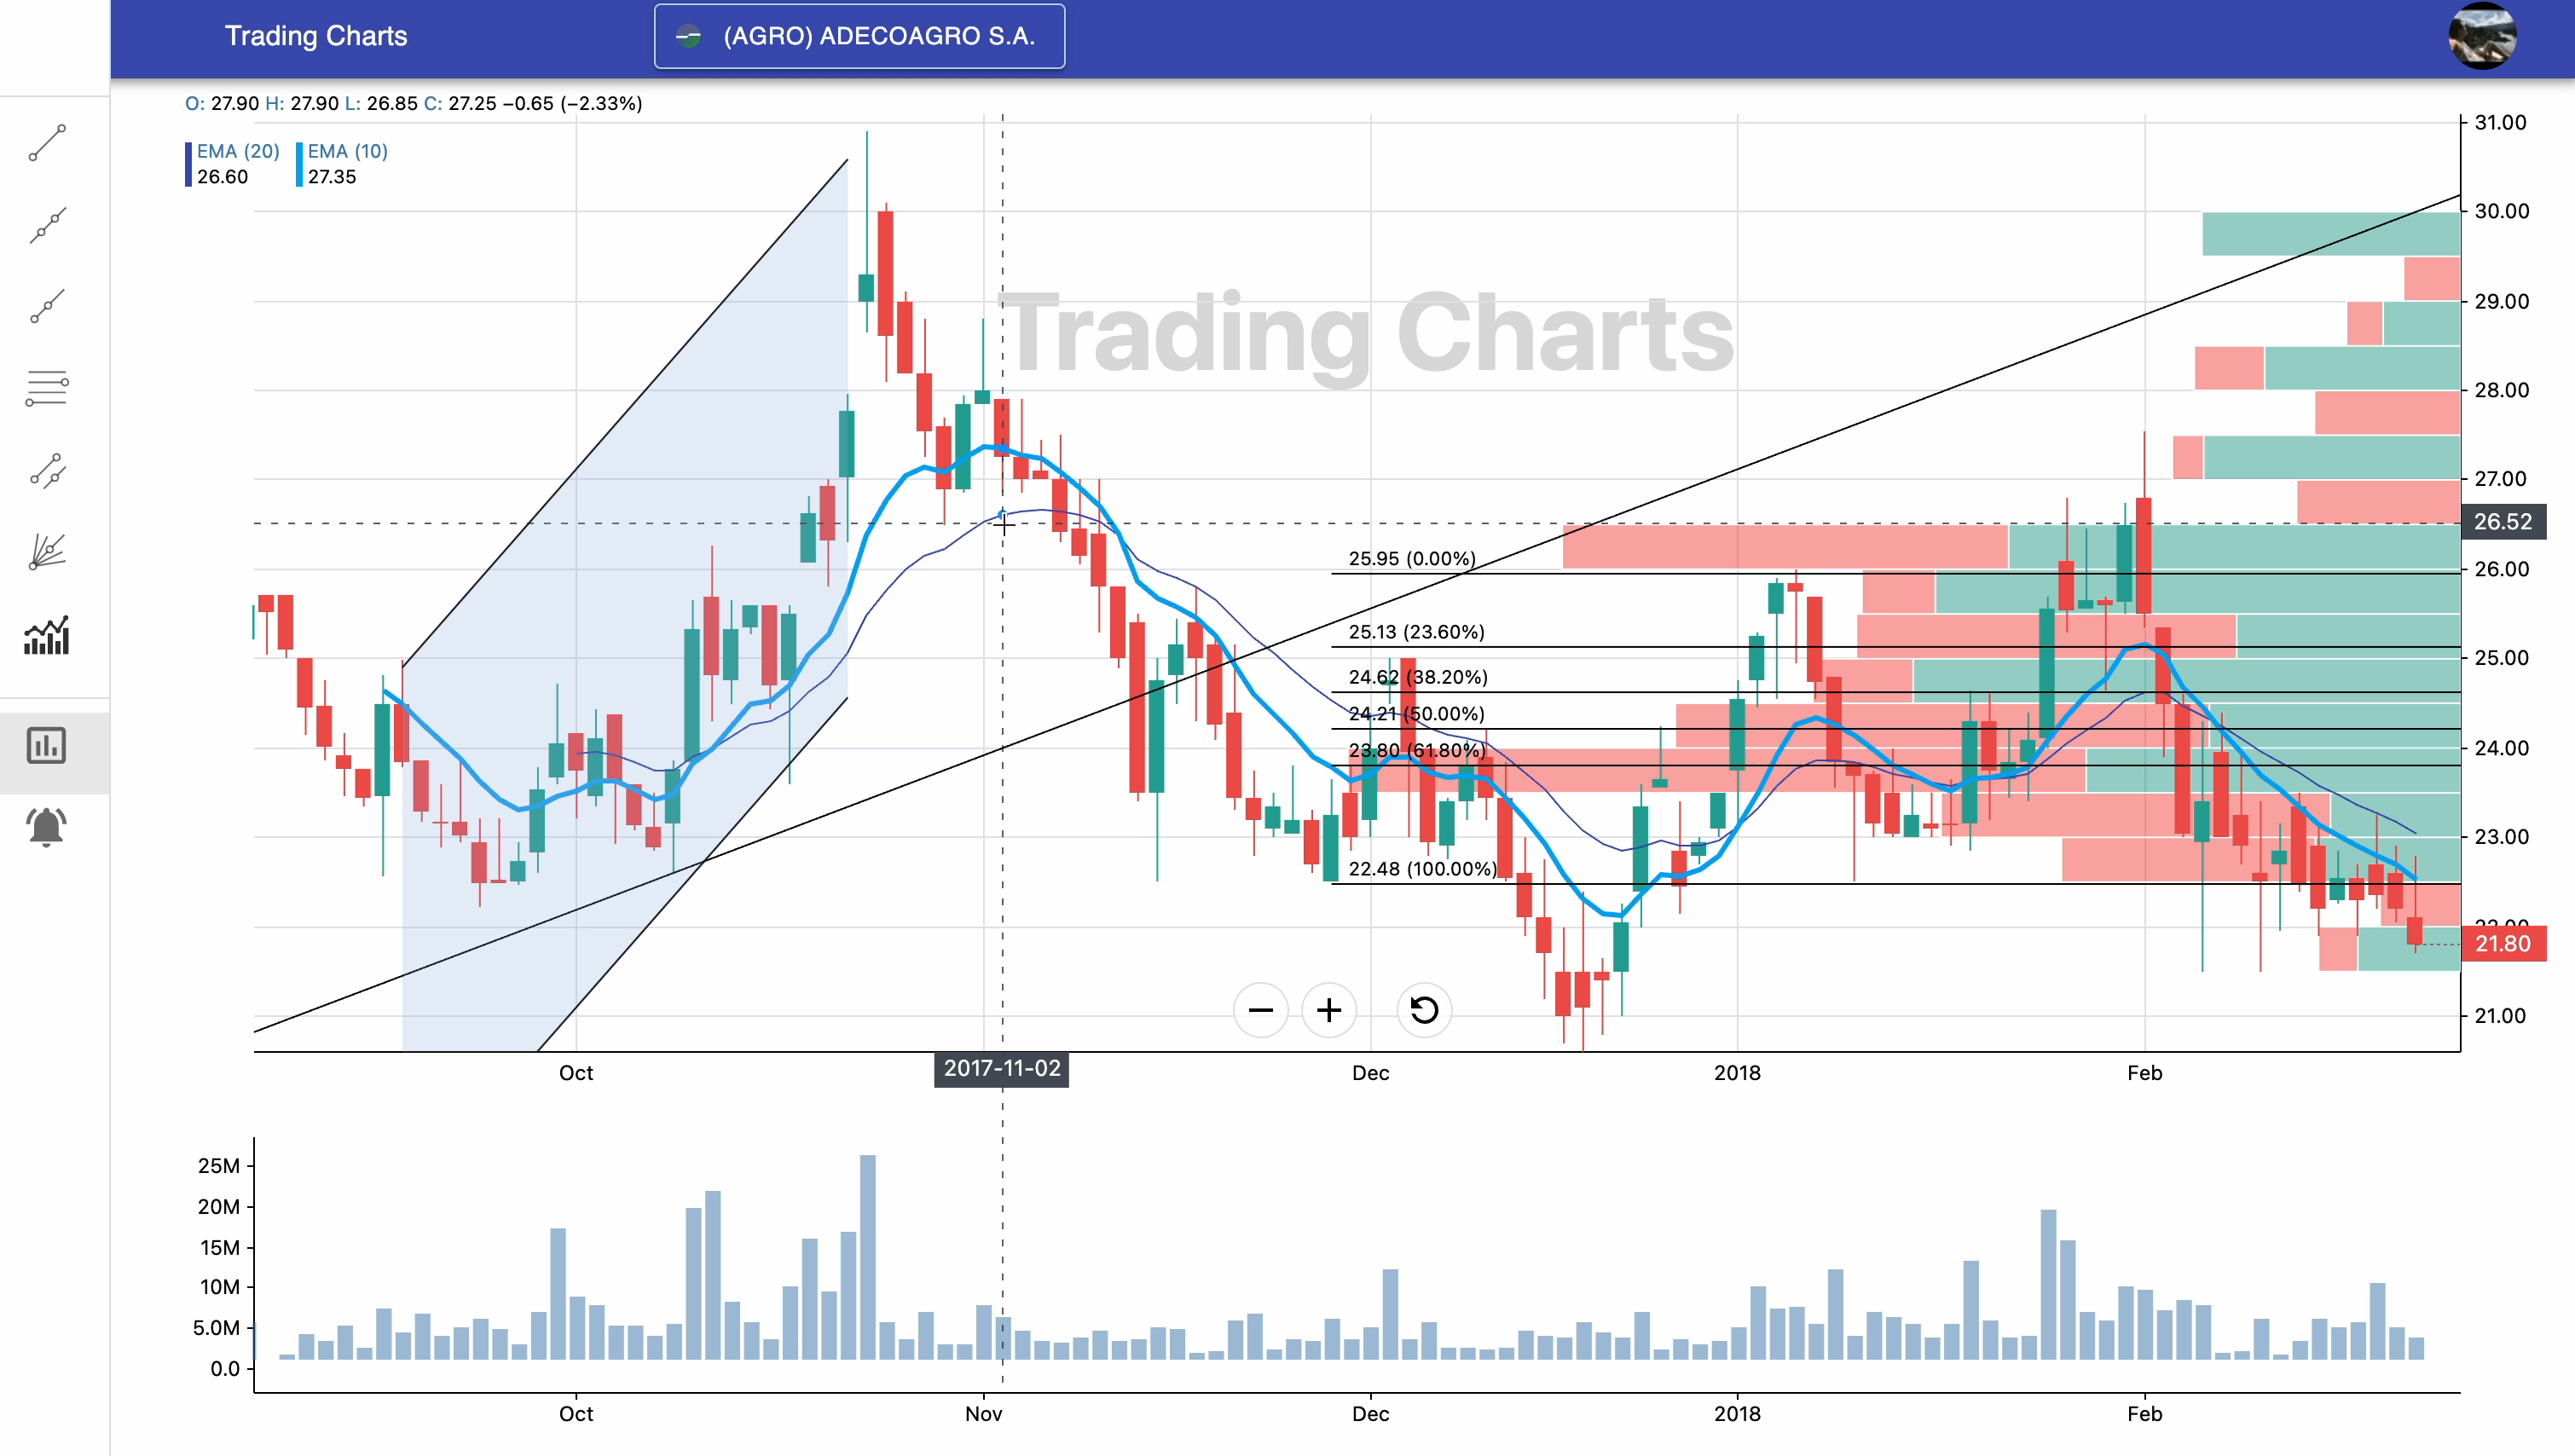 Trading Charts
(AGRO) ADECOAGRO S.A.
O: 27.90 H: 27.90 L: 26.85 C: 27.25 −0.65 (−2.33%)
EMA (20) EMA (10)
26.60 27.35
Trading Charts
31.00
30.00
29.00
28.00
27.00
26.52
26.00
25.00
24.00
23.00
22.00
21.80
21.00
25.95 (0.00%)
25.13 (23.60%)
24.62 (38.20%)
24.21 (50.00%)
23.80 (61.80%)
22.48 (100.00%)
Oct 2017-11-02 Dec 2018 Feb
25M
20M
15M
10M
5.0M
0.0
Oct Nov Dec 2018 Feb